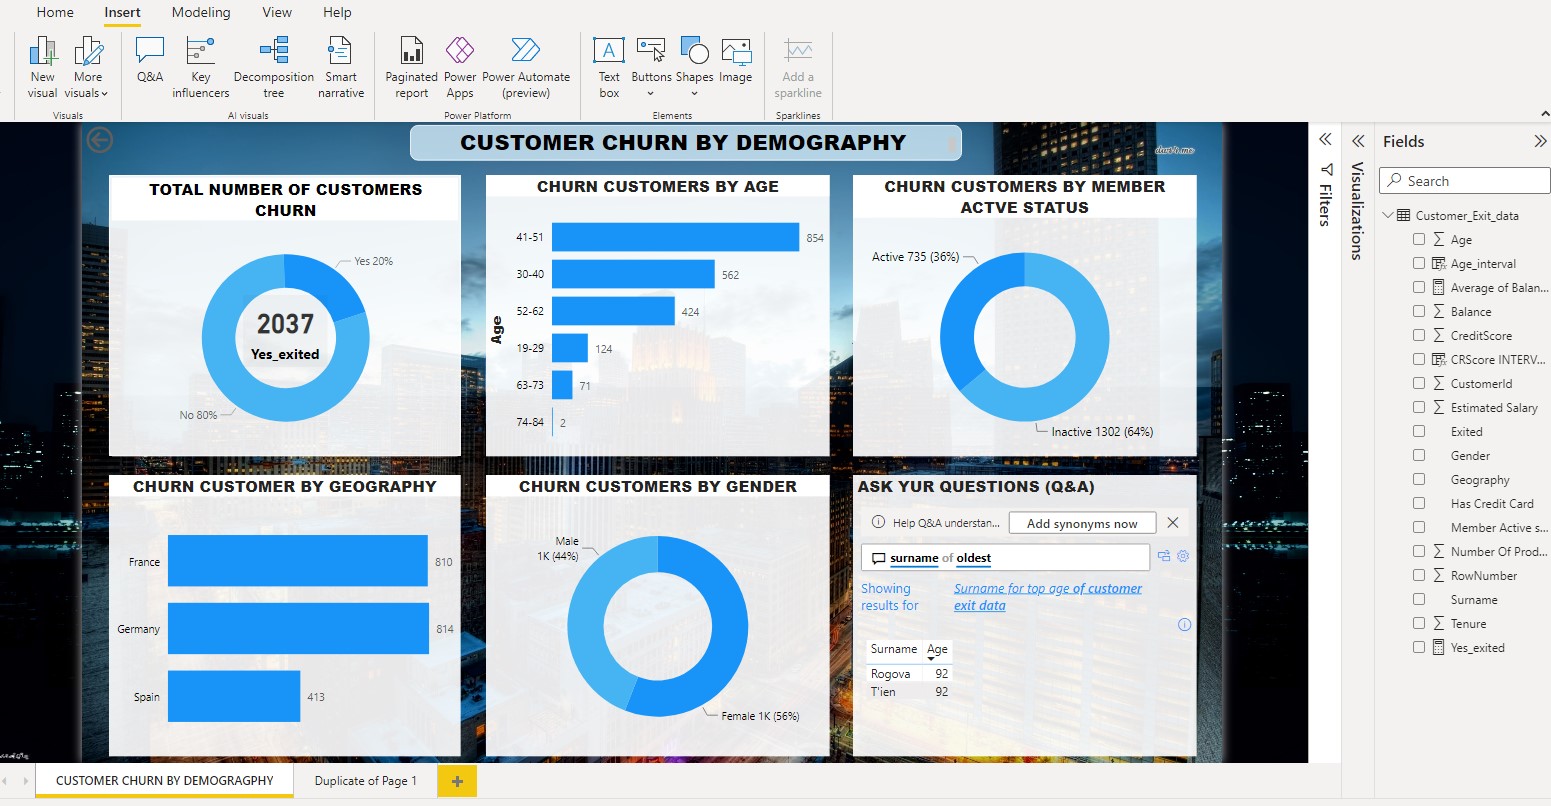 Home Insert Modeling View Help
New visual
More visuals
Q&A
Key influencers
Decomposition tree
Smart narrative
Paginated report
Power Apps
Power Automate (preview)
Text box
Buttons
Shapes
Image
Add a sparkline
Visuals
AI visuals
Power Platform
Elements
Sparklines
CUSTOMER CHURN BY DEMOGRAPHY
TOTAL NUMBER OF CUSTOMERS
CHURN
Yes 20%
2037
Yes_exited
No 80%
CHURN CUSTOMERS BY AGE
Age
41-51 854
30-40 562
52-62 424
19-29 124
63-73 71
74-84 2
CHURN CUSTOMERS BY MEMBER
ACTVE STATUS
Active 735 (36%)
Inactive 1302 (64%)
CHURN CUSTOMER BY GEOGRAPHY
France 810
Germany 814
Spain 413
CHURN CUSTOMERS BY GENDER
Male
1K (44%)
Female 1K (56%)
ASK YUR QUESTIONS (Q&A)
Help Q&A understan... Add synonyms now
surname of oldest
Showing results for
Surname for top age of customer
exit data
Surname Age
Rogova 92
T'ien 92
Filters
Visualizations
Fields
Search
Customer_Exit_data
Age
Age_interval
Average of Balan...
Balance
CreditScore
CRScore INTERV...
CustomerId
Estimated Salary
Exited
Gender
Geography
Has Credit Card
Member Active s...
Number Of Prod...
RowNumber
Surname
Tenure
Yes_exited
CUSTOMER CHURN BY DEMOGRAGPHY
Duplicate of Page 1